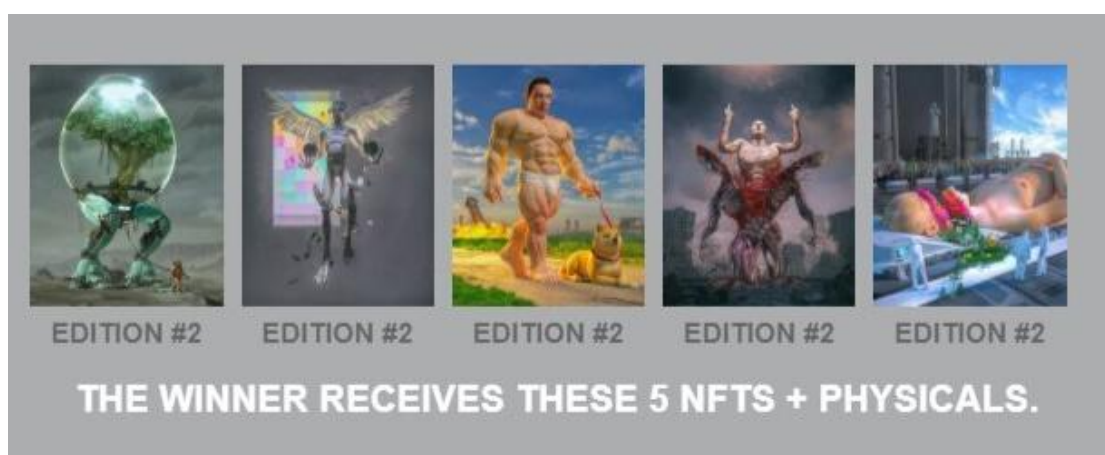 EDITION #2 EDITION #2 EDITION #2 EDITION #2 EDITION #2
THE WINNER RECEIVES THESE 5 NFTS + PHYSICALS.